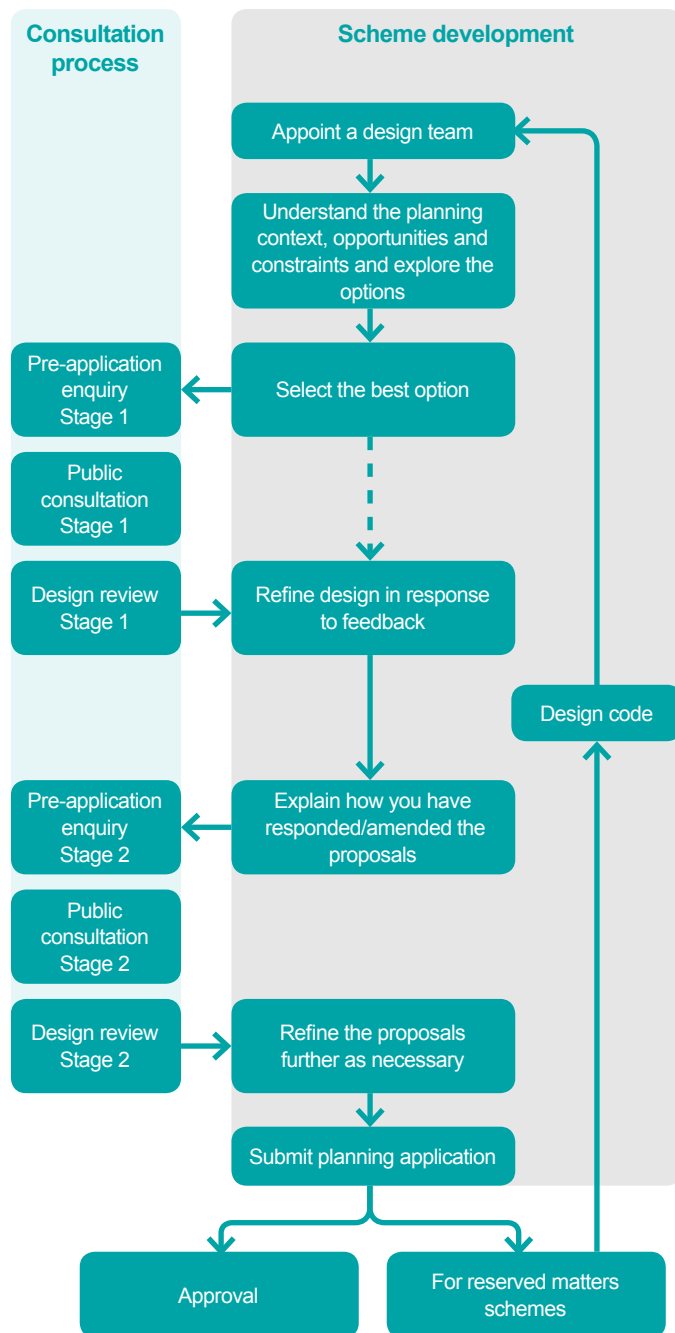 Consultation
process
Scheme development
Appoint a design team
Understand the planning
context, opportunities and
constraints and explore the
options
Pre-application
enquiry
Stage 1
Select the best option
Public
consultation
Stage 1
Design review
Stage 1
Refine design in response
to feedback
Design code
Pre-application
enquiry
Stage 2
Explain how you have
responded/amended the
proposals
Public
consultation
Stage 2
Design review
Stage 2
Refine the proposals
further as necessary
Submit planning application
Approval
For reserved matters
schemes